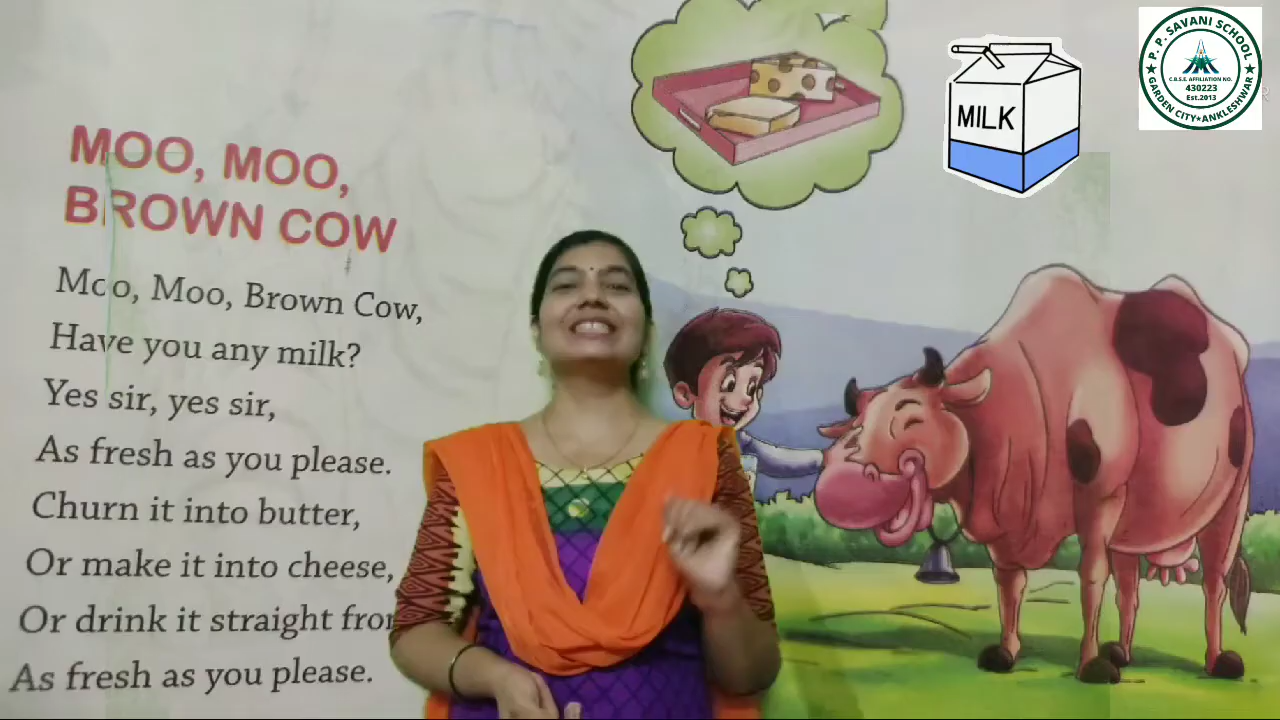 MOO, MOO,
BROWN COW
Moo, Moo, Brown Cow,
Have you any milk?
Yes sir, yes sir,
As fresh as you please.
Churn it into butter,
Or make it into cheese,
Or drink it straight
As fresh as you please.
MILK
P. P. SAVANI SCHOOL
C.B.S.E. AFFILIATION NO.
430223
Est.2013
GARDEN CITY★ANKLESHWAR